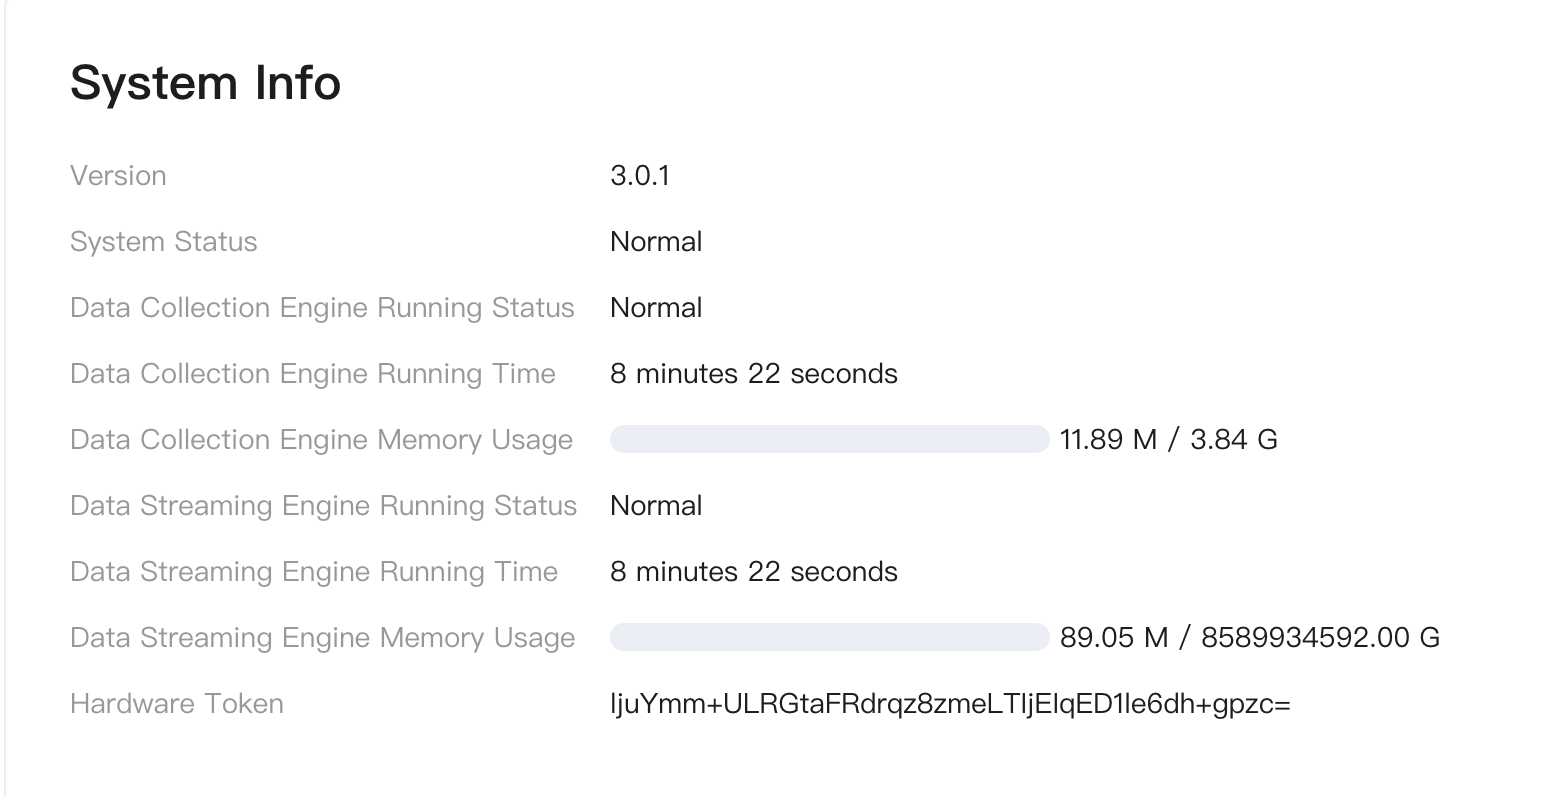 System Info
Version 3.0.1
System Status Normal
Data Collection Engine Running Status Normal
Data Collection Engine Running Time 8 minutes 22 seconds
Data Collection Engine Memory Usage 11.89 M / 3.84 G
Data Streaming Engine Running Status Normal
Data Streaming Engine Running Time 8 minutes 22 seconds
Data Streaming Engine Memory Usage 89.05 M / 8589934592.00 G
Hardware Token ljuYmm+ULRGtaFRdrqz8zmeLTIjEIqED1le6dh+gpzc=